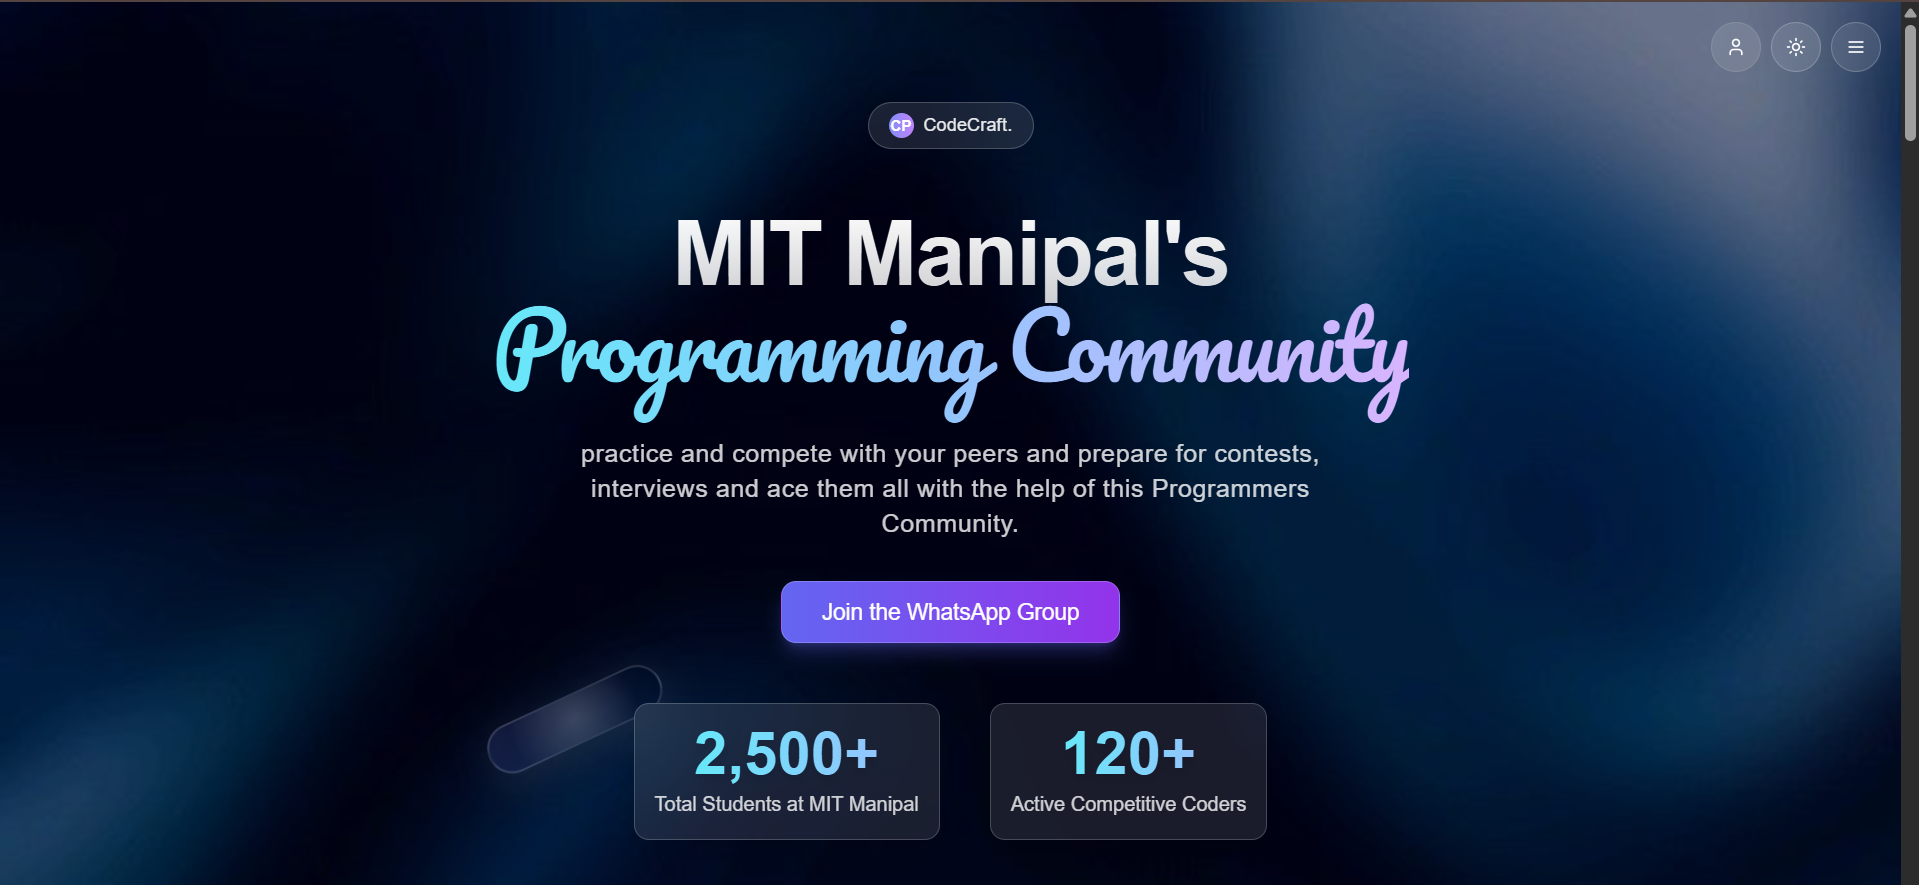 CP CodeCraft.
MIT Manipal's
Programming Community
practice and compete with your peers and prepare for contests,
interviews and ace them all with the help of this Programmers
Community.
Join the WhatsApp Group
2,500+
Total Students at MIT Manipal
120+
Active Competitive Coders